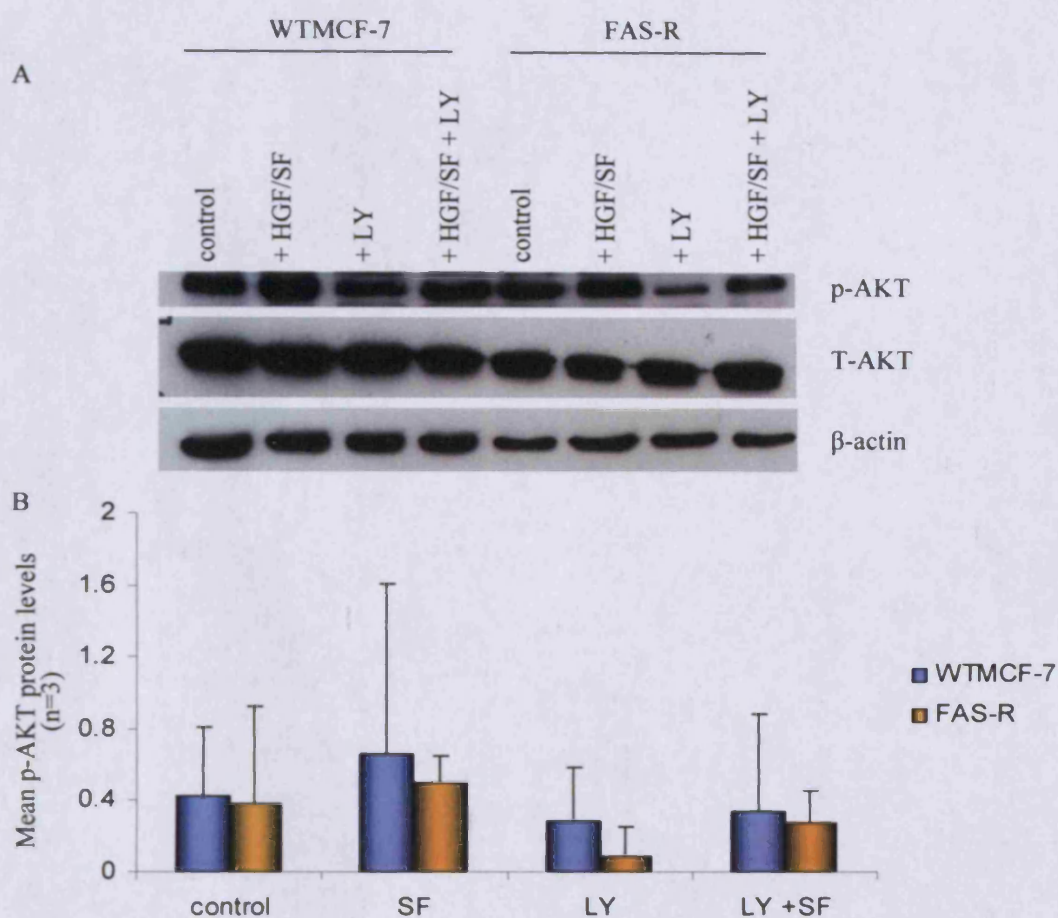 WTMCF-7 FAS-R
A
control + HGF/SF + LY + HGF/SF + LY control + HGF/SF + LY + HGF/SF + LY
p-AKT
T-AKT
β-actin
B
Mean p-AKT protein levels
(n=3)
2
1.6
1.2
0.8
0.4
0
control SF LY LY +SF
WTMCF-7
FAS-R